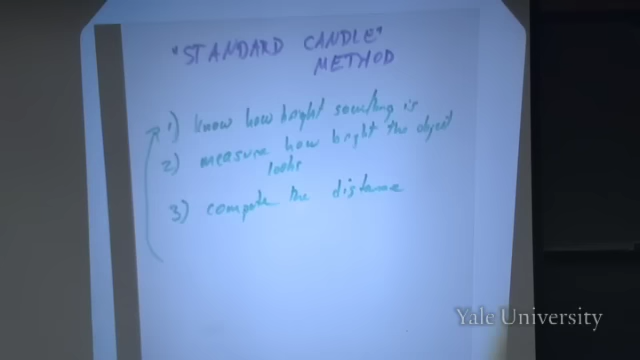 "STANDARD CANDLE"
METHOD
1) know how bright something is
2) measure how bright the object
looks
3) compute the distance
Yale University